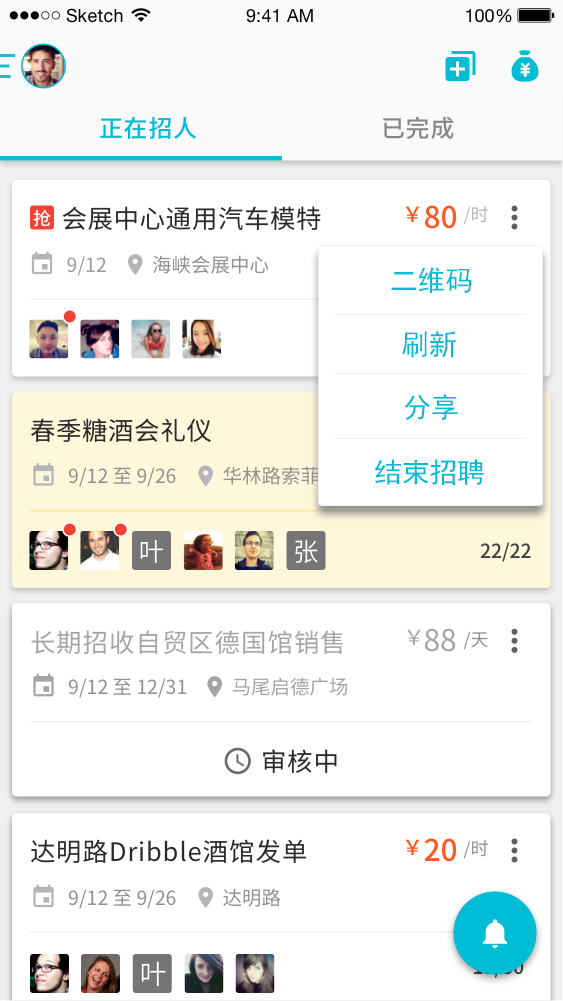 Sketch 9:41 AM 100%
正在招人 已完成
抢 会展中心通用汽车模特 ¥80 /时
9/12 海峡会展中心
二维码
刷新
分享
结束招聘
春季糖酒会礼仪
9/12 至 9/26 华林路索菲
叶 张 22/22
长期招收自贸区德国馆销售 ¥88 /天
9/12 至 12/31 马尾启德广场
审核中
达明路Dribble酒馆发单 ¥20 /时
9/12 至 9/26 达明路
叶